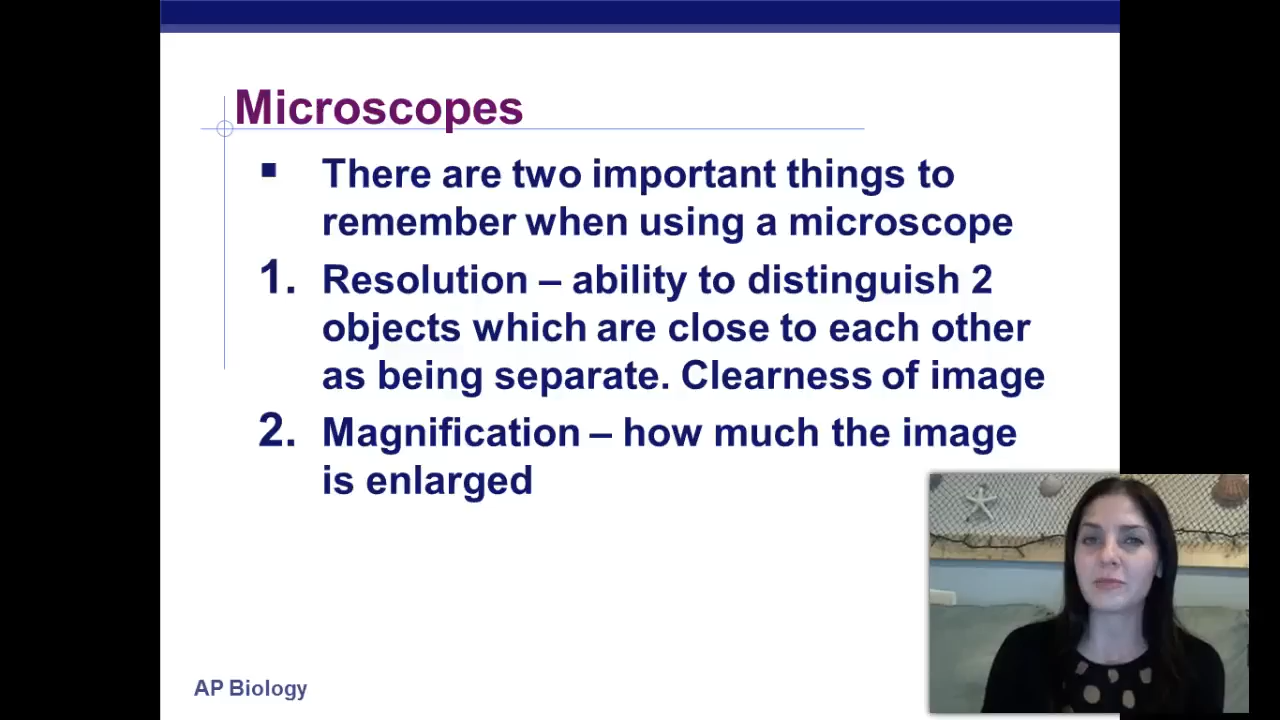 Microscopes
▪ There are two important things to
remember when using a microscope
1. Resolution – ability to distinguish 2
objects which are close to each other
as being separate. Clearness of image
2. Magnification – how much the image
is enlarged
AP Biology